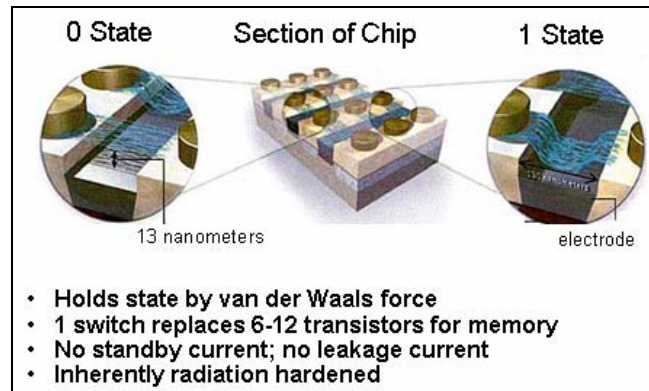 0 State Section of Chip 1 State
13 nanometers
electrode
• Holds state by van der Waals force
• 1 switch replaces 6-12 transistors for memory
• No standby current; no leakage current
• Inherently radiation hardened